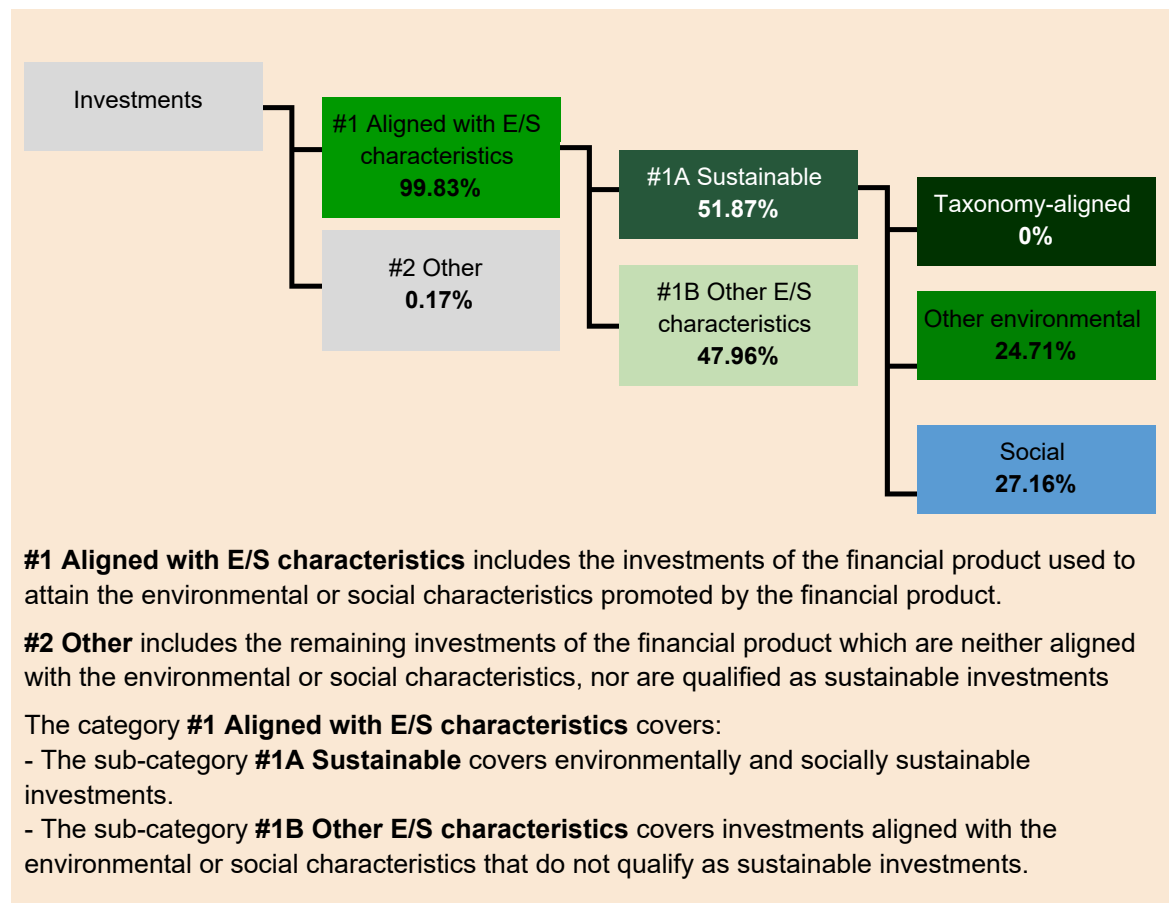 Investments
#1 Aligned with E/S
characteristics
99.83%
#2 Other
0.17%
#1A Sustainable
51.87%
#1B Other E/S
characteristics
47.96%
Taxonomy-aligned
0%
Other environmental
24.71%
Social
27.16%
#1 Aligned with E/S characteristics includes the investments of the financial product used to
attain the environmental or social characteristics promoted by the financial product.
#2 Other includes the remaining investments of the financial product which are neither aligned
with the environmental or social characteristics, nor are qualified as sustainable investments
The category #1 Aligned with E/S characteristics covers:
- The sub-category #1A Sustainable covers environmentally and socially sustainable
investments.
- The sub-category #1B Other E/S characteristics covers investments aligned with the
environmental or social characteristics that do not qualify as sustainable investments.